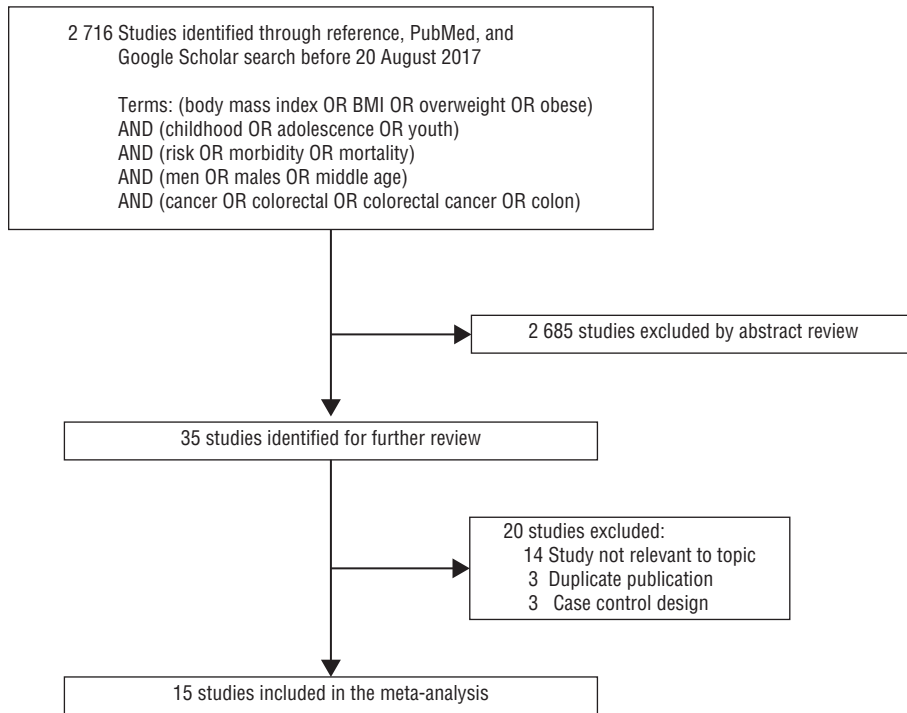 2 716 Studies identified through reference, PubMed, and
Google Scholar search before 20 August 2017
Terms: (body mass index OR BMI OR overweight OR obese)
AND (childhood OR adolescence OR youth)
AND (risk OR morbidity OR mortality)
AND (men OR males OR middle age)
AND (cancer OR colorectal OR colorectal cancer OR colon)
2 685 studies excluded by abstract review
35 studies identified for further review
20 studies excluded:
14 Study not relevant to topic
3 Duplicate publication
3 Case control design
15 studies included in the meta-analysis